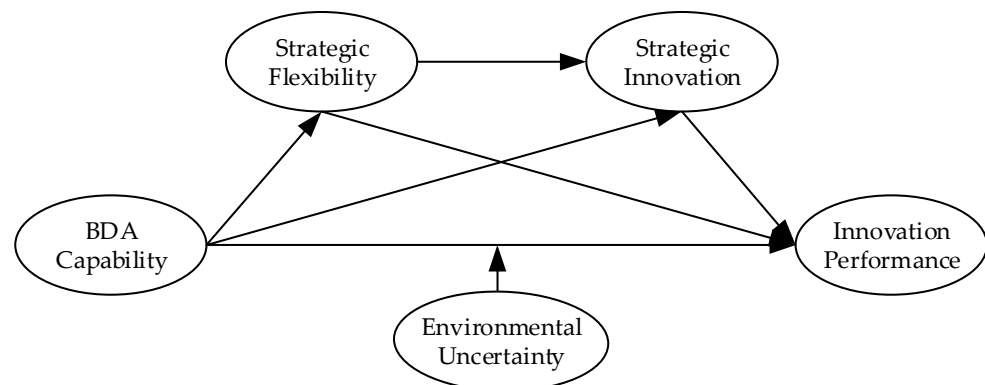 Strategic
Flexibility
Strategic
Innovation
BDA
Capability
Innovation
Performance
Environmental
Uncertainty